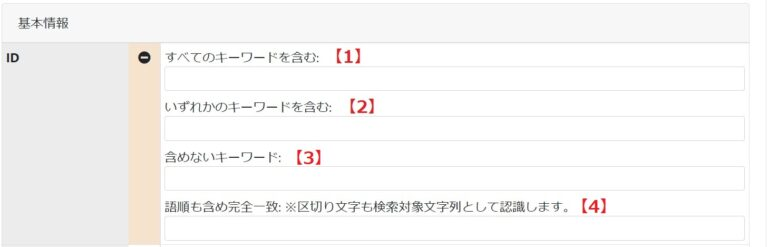 基本情報
ID
すべてのキーワードを含む: 【1】
いずれかのキーワードを含む: 【2】
含めないキーワード: 【3】
語順も含め完全一致: ※区切り文字も検索対象文字列として認識します。【4】